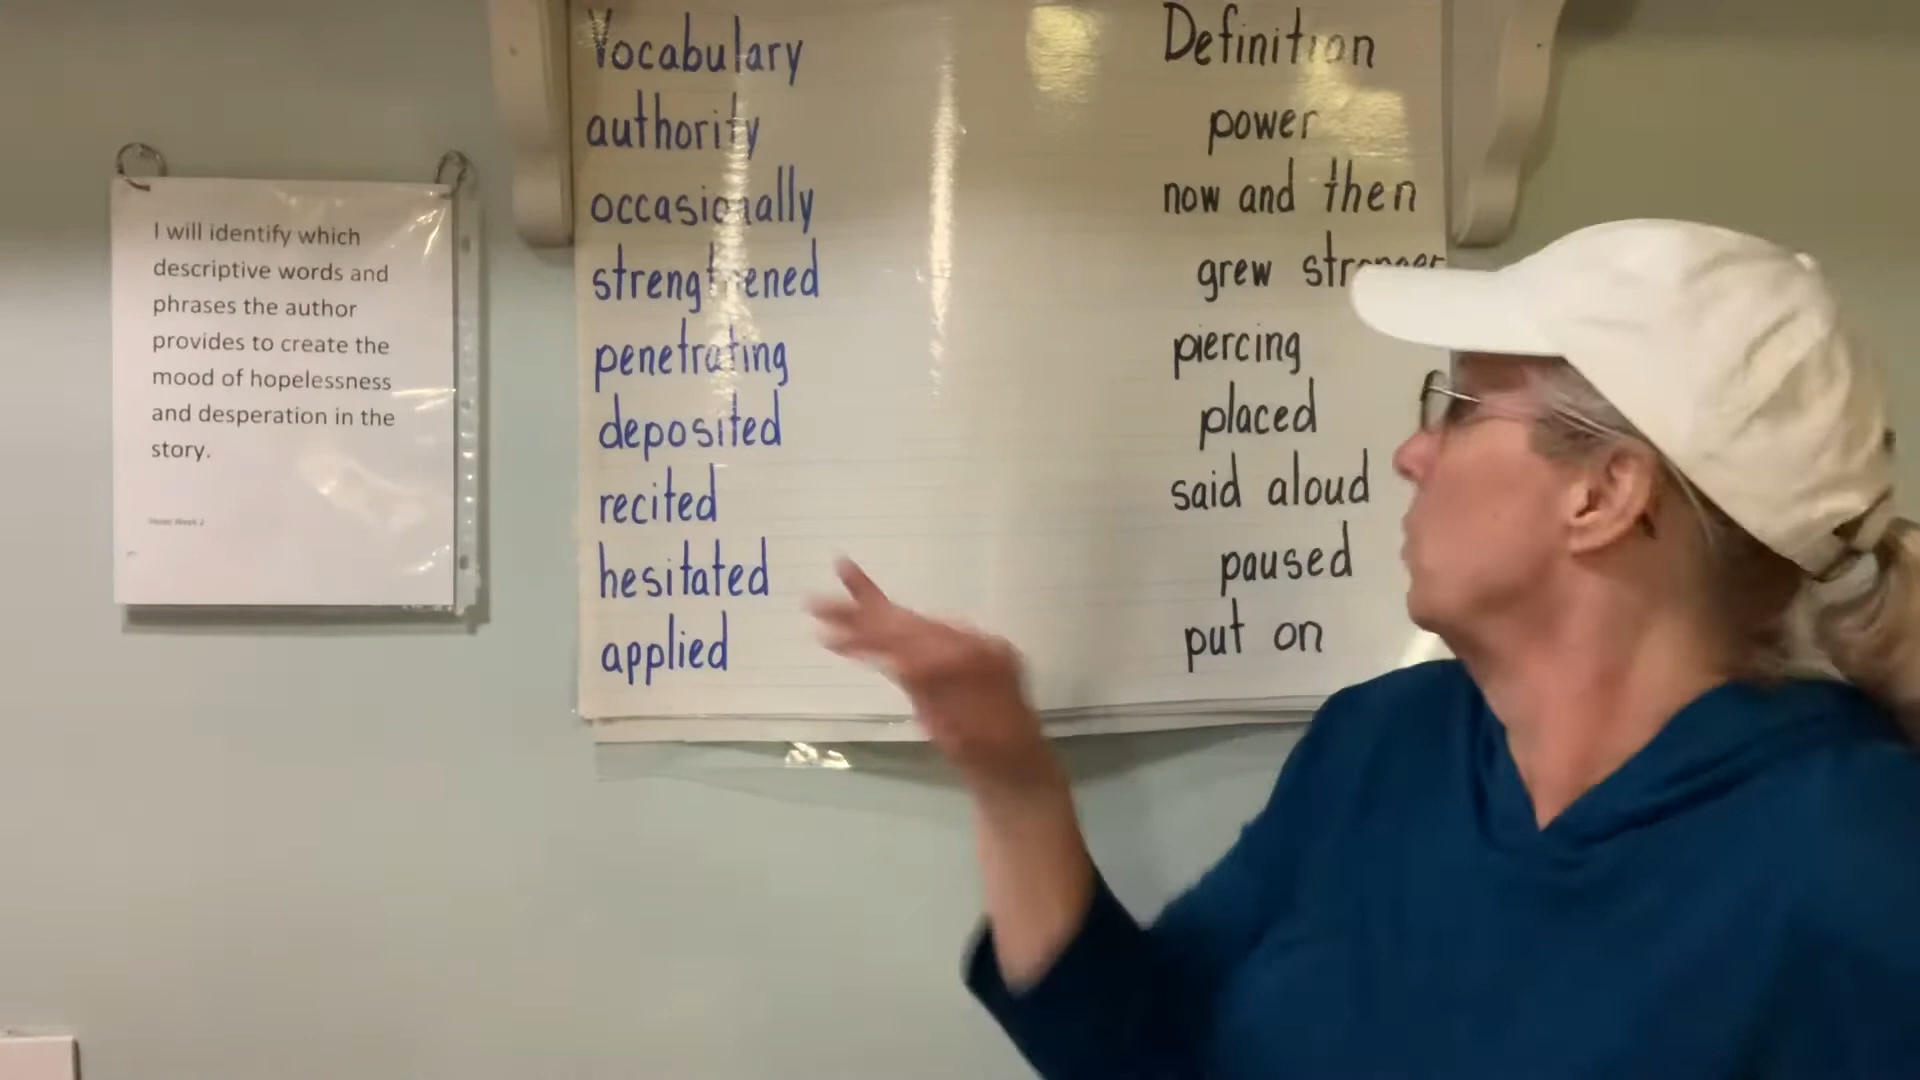 I will identify which
descriptive words and
phrases the author
provides to create the
mood of hopelessness
and desperation in the
story.
Vocabulary Definition
authority power
occasionally now and then
strengthened grew stronger
penetrating piercing
deposited placed
recited said aloud
hesitated paused
applied put on